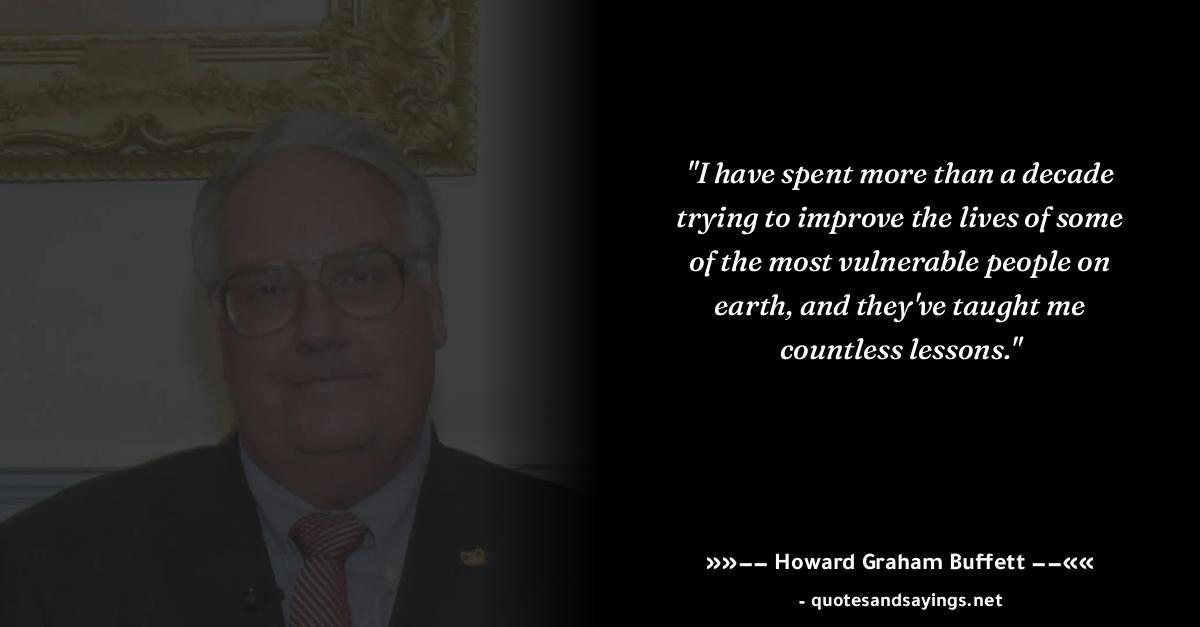 "I have spent more than a decade
trying to improve the lives of some
of the most vulnerable people on
earth, and they've taught me
countless lessons."
»»−− Howard Graham Buffett −−««
- quotesandsayings.net